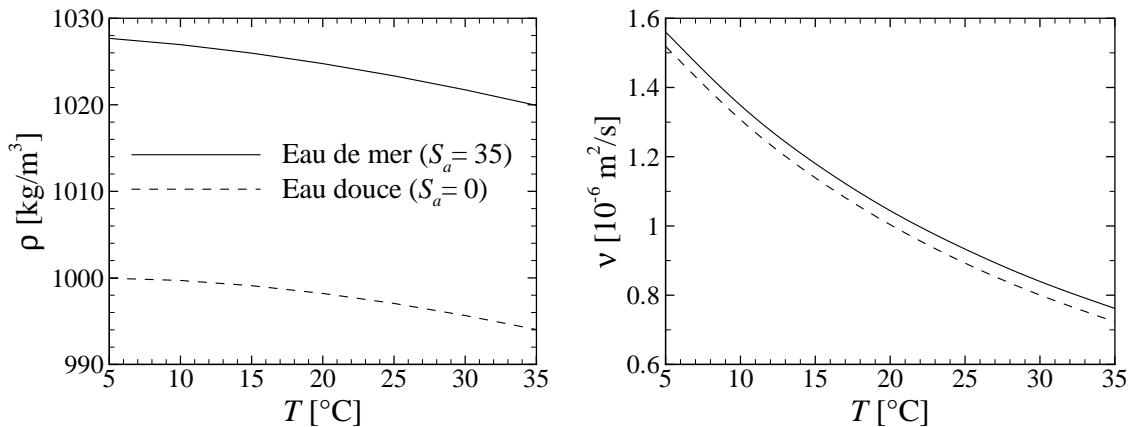 1030
1020
1010
1000
990
ρ [kg/m³]
Eau de mer (Sₐ= 35)
Eau douce (Sₐ= 0)
5 10 15 20 25 30 35
T [°C]
1.6
1.4
1.2
1
0.8
0.6
ν [10⁻⁶ m²/s]
5 10 15 20 25 30 35
T [°C]